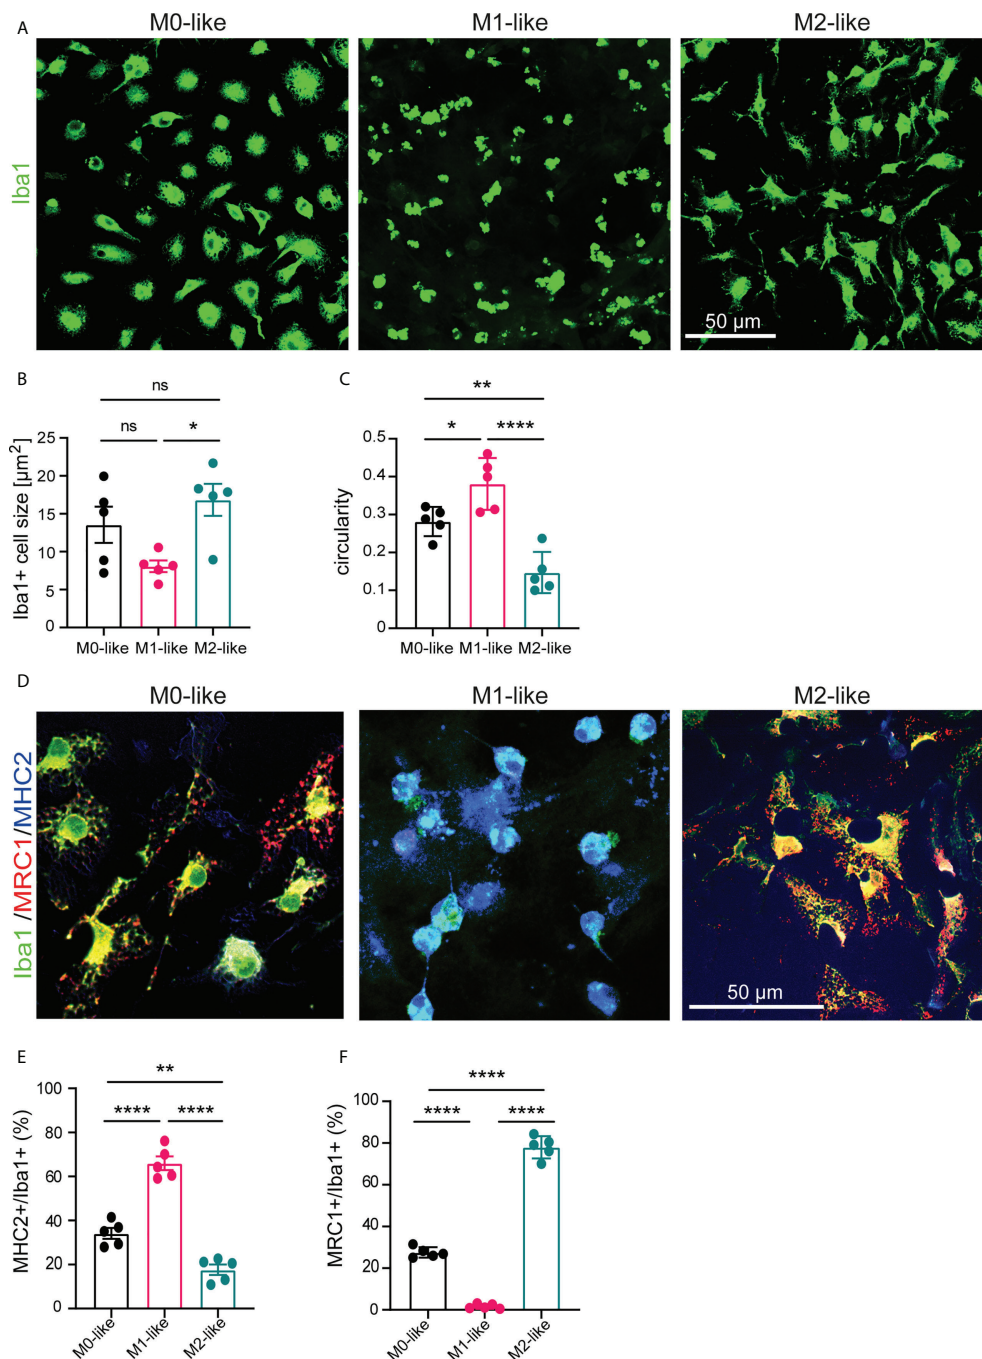 A
M0-like
M1-like
M2-like
Iba1
50 µm
B
ns
ns
*
Iba1+ cell size [µm²]
25
20
15
10
5
0
M0-like M1-like M2-like
C
**
*
****
circularity
0.5
0.4
0.3
0.2
0.1
0
M0-like M1-like M2-like
D
M0-like
M1-like
M2-like
Iba1/MRC1/MHC2
50 µm
E
**
****
****
MHC2+/Iba1+ (%)
100
80
60
40
20
0
M0-like
M1-like
M2-like
F
****
****
****
MRC1+/Iba1+ (%)
100
80
60
40
20
0
M0-like
M1-like
M2-like